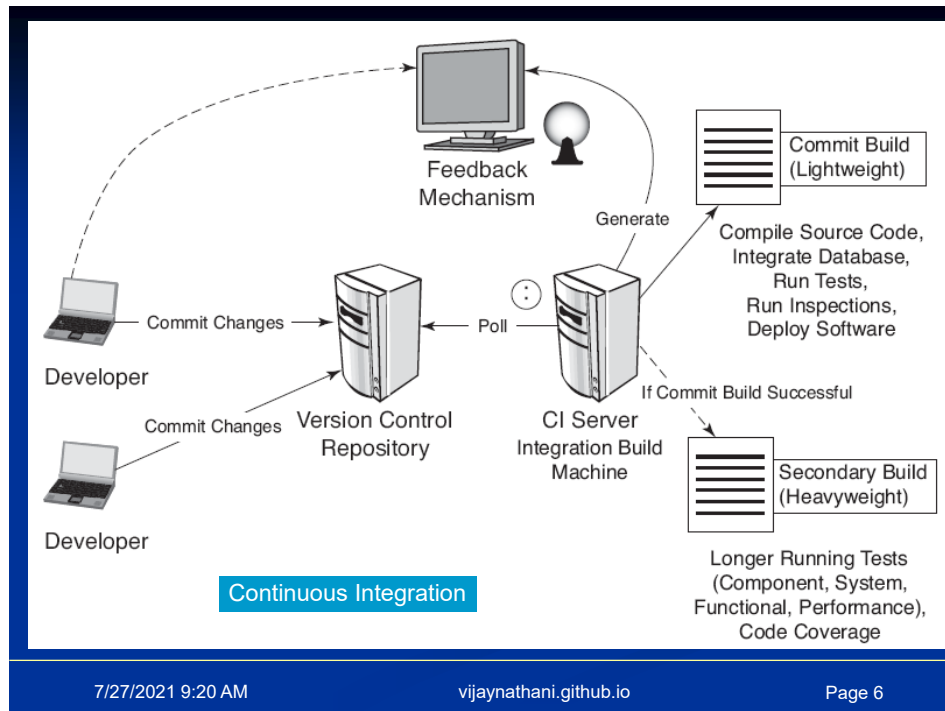 Feedback
Mechanism
Commit Build
(Lightweight)
Generate
Compile Source Code,
Integrate Database,
Run Tests,
Run Inspections,
Deploy Software
:
Commit Changes
Poll
Developer
If Commit Build Successful
Commit Changes
Version Control
Repository
CI Server
Integration Build
Machine
Secondary Build
(Heavyweight)
Developer
Longer Running Tests
(Component, System,
Functional, Performance),
Code Coverage
Continuous Integration
7/27/2021 9:20 AM
vijaynathani.github.io
Page 6